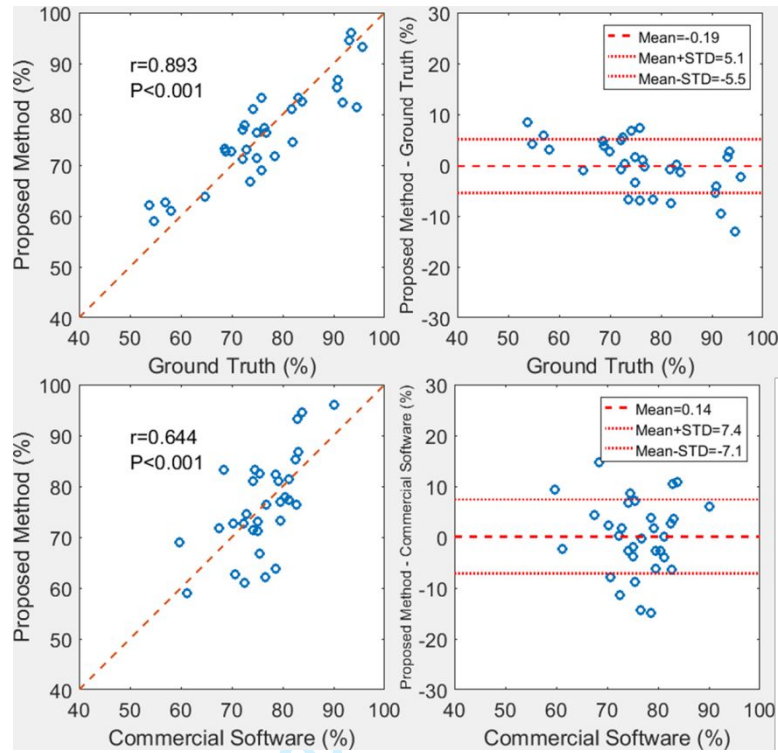 100
90
80
70
60
50
40
Proposed Method (%)
r=0.893
P<0.001
40 50 60 70 80 90 100
Ground Truth (%)
30
20
10
0
-10
-20
-30
Proposed Method - Ground Truth (%)
Mean=-0.19
Mean+STD=5.1
Mean-STD=-5.5
40 50 60 70 80 90 100
Ground Truth (%)
100
90
80
70
60
50
40
Proposed Method (%)
r=0.644
P<0.001
40 50 60 70 80 90 100
Commercial Software (%)
30
20
10
0
-10
-20
-30
Proposed Method - Commercial Software (%)
Mean=0.14
Mean+STD=7.4
Mean-STD=-7.1
40 50 60 70 80 90 100
Commercial Software (%)